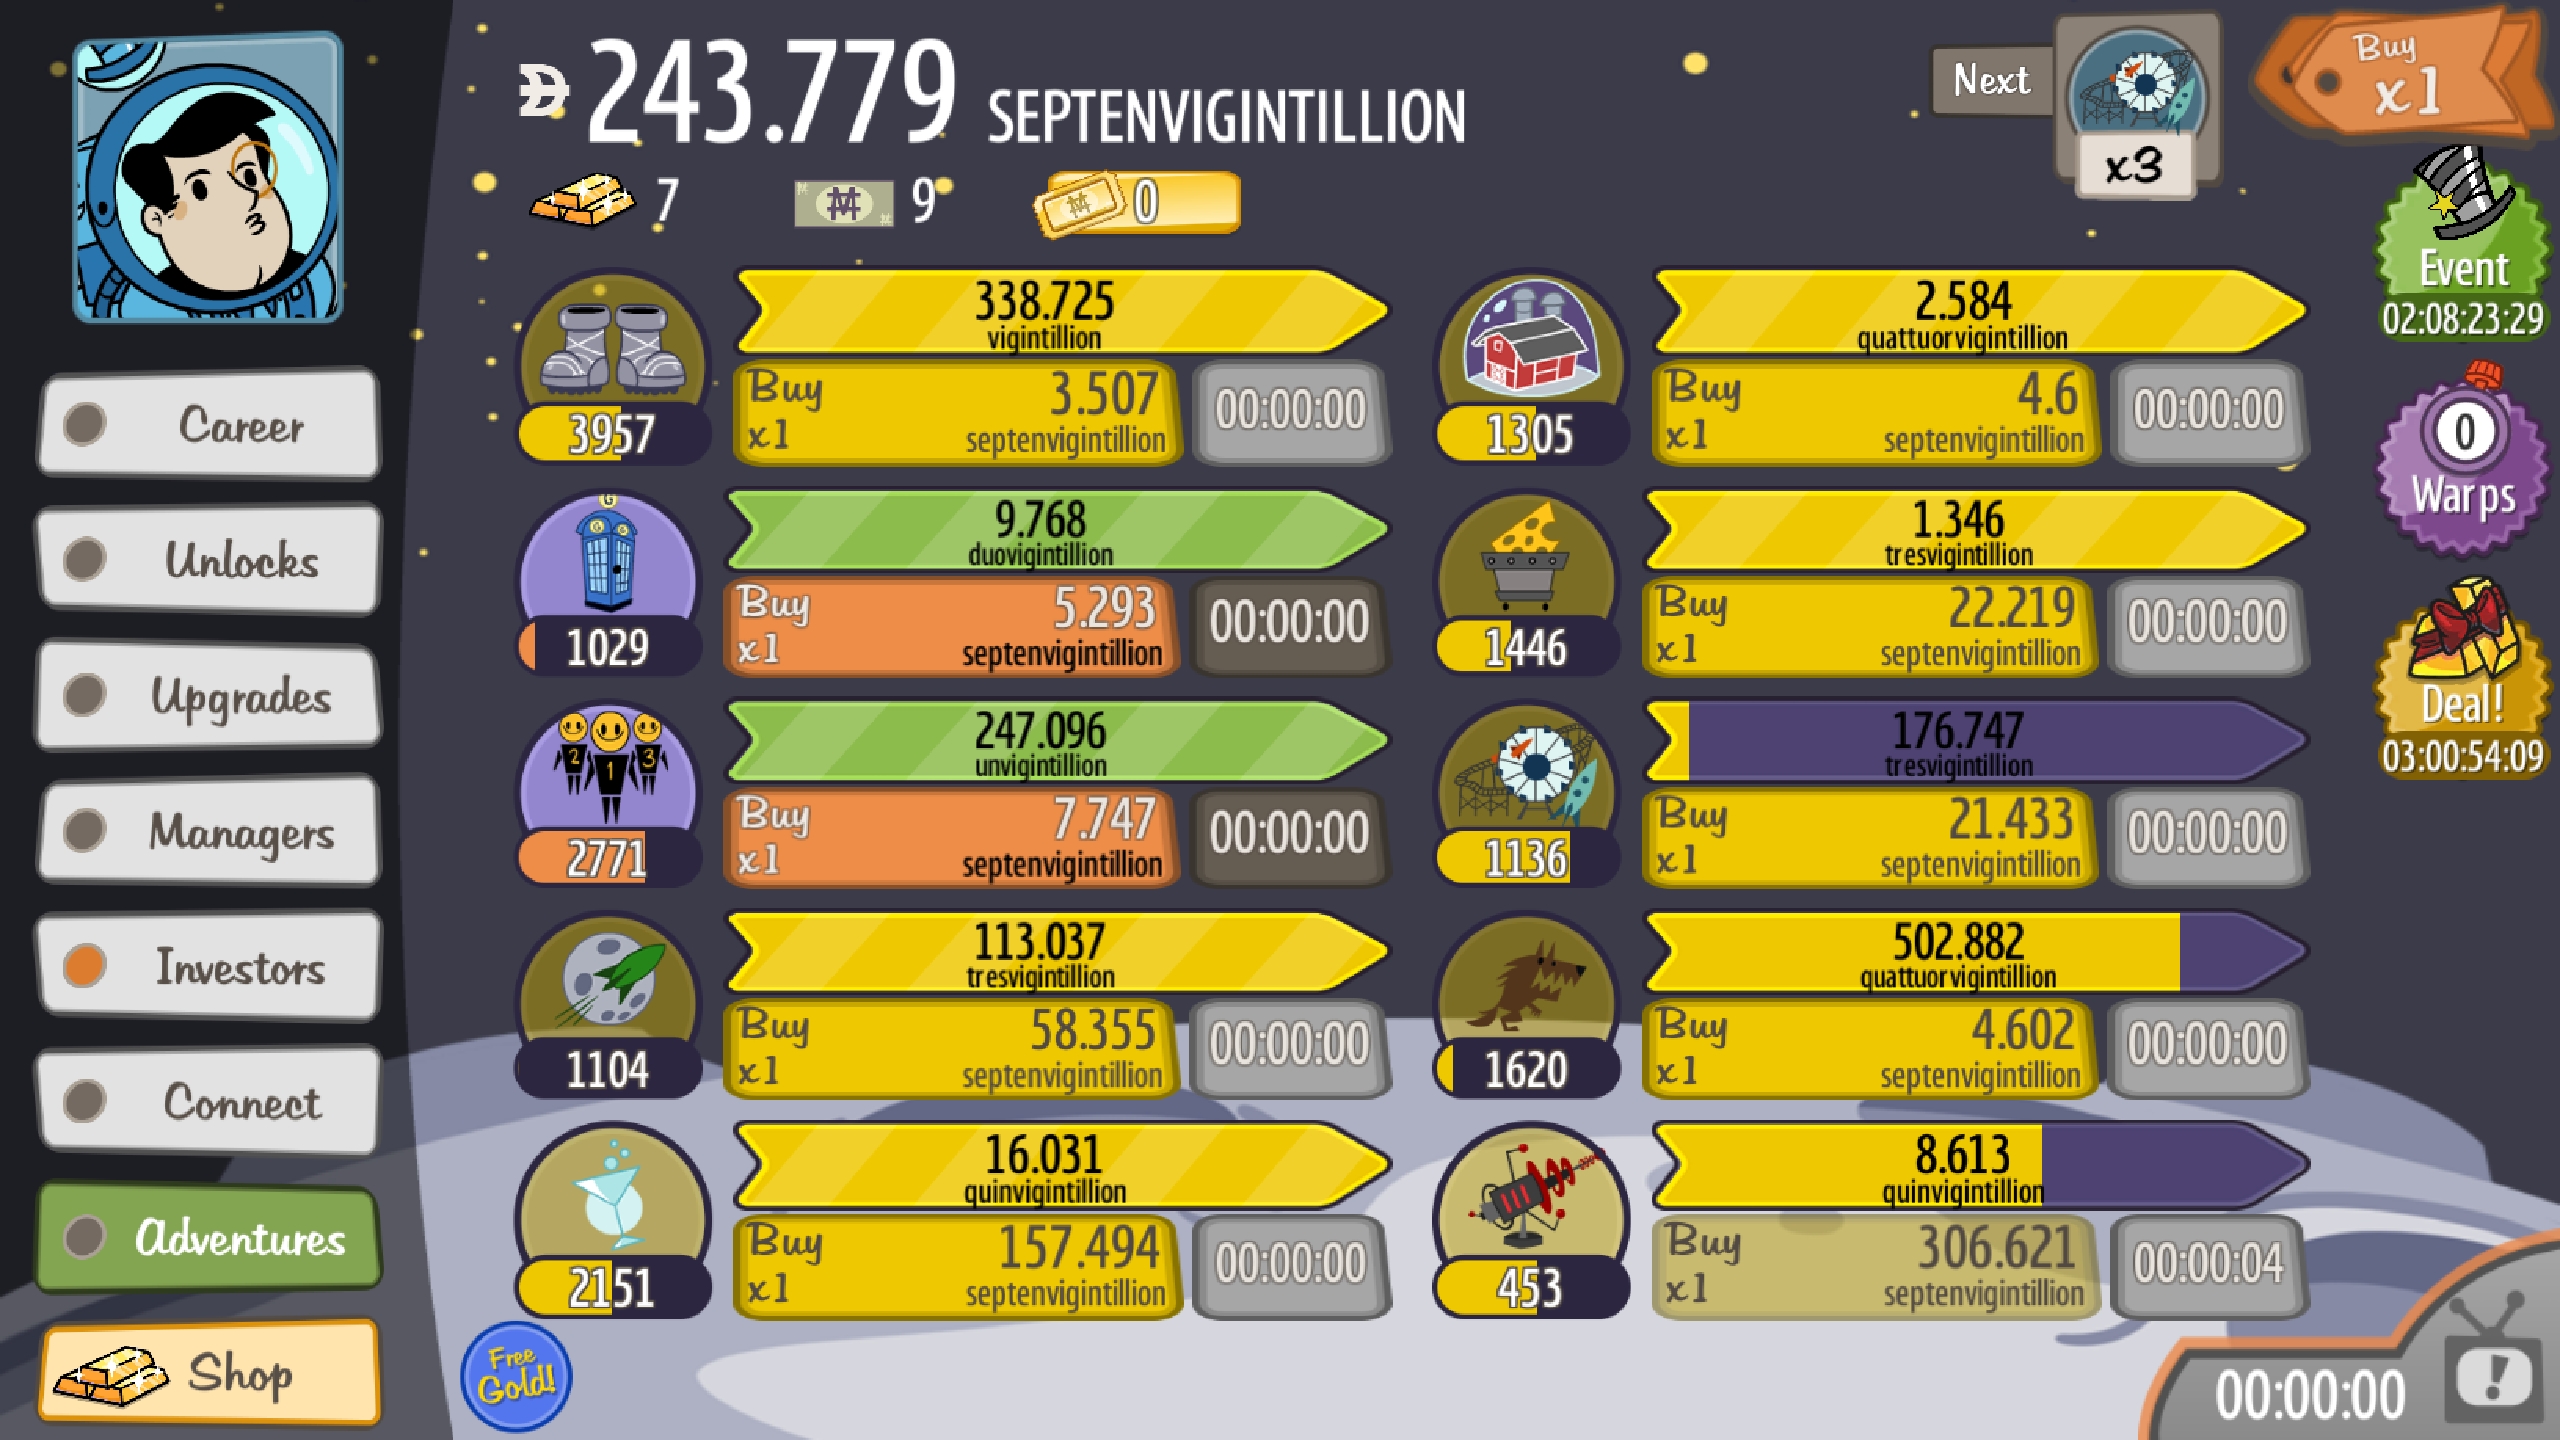 243.779 SEPTENVIGINTILLION
Next
x3
Buy
x1
7
9
0
Event
02:08:23:29
0
Warps
Deal!
03:00:54:09
Career
Unlocks
Upgrades
Managers
Investors
Connect
Adventures
Shop
Free
Gold!
338.725
vigintillion
3957
Buy
x1
3.507
septenvigintillion
00:00:00
2.584
quattuorvigintillion
1305
Buy
x1
4.6
septenvigintillion
00:00:00
G
9.768
duovigintillion
1029
Buy
x1
5.293
septenvigintillion
00:00:00
1.346
tresvigintillion
1446
Buy
x1
22.219
septenvigintillion
00:00:00
2 1 3
247.096
unvigintillion
2771
Buy
x1
7.747
septenvigintillion
00:00:00
176.747
tresvigintillion
1136
Buy
x1
21.433
septenvigintillion
00:00:00
113.037
tresvigintillion
1104
Buy
x1
58.355
septenvigintillion
00:00:00
502.882
quattuorvigintillion
1620
Buy
x1
4.602
septenvigintillion
00:00:00
16.031
quinvigintillion
2151
Buy
x1
157.494
septenvigintillion
00:00:00
8.613
quinvigintillion
453
Buy
x1
306.621
septenvigintillion
00:00:04
00:00:00
!